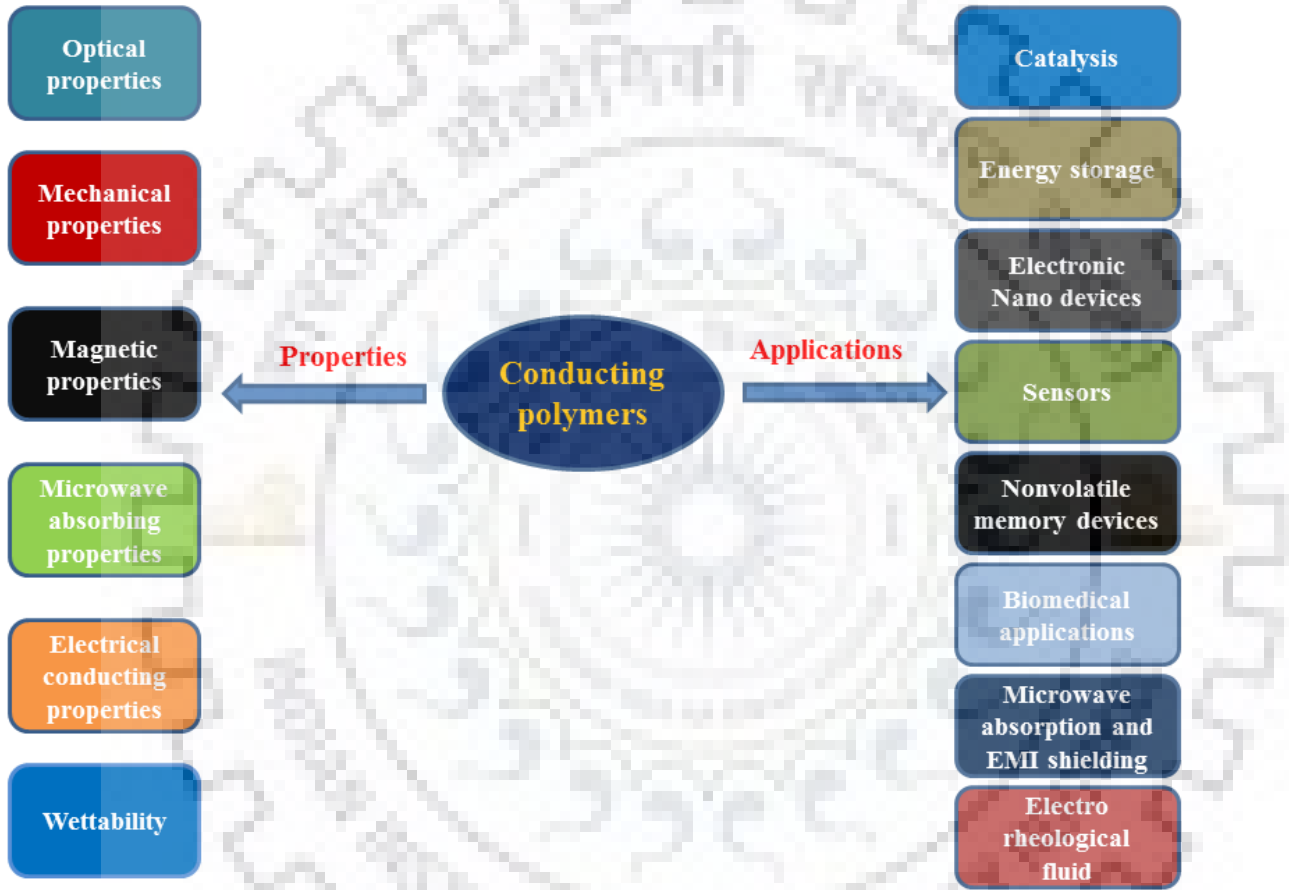 Optical
properties
Mechanical
properties
Magnetic
properties
Microwave
absorbing
properties
Electrical
conducting
properties
Wettability
Properties
Conducting
polymers
Applications
Catalysis
Energy storage
Electronic
Nano devices
Sensors
Nonvolatile
memory devices
Biomedical
applications
Microwave
absorption and
EMI shielding
Electro
rheological
fluid